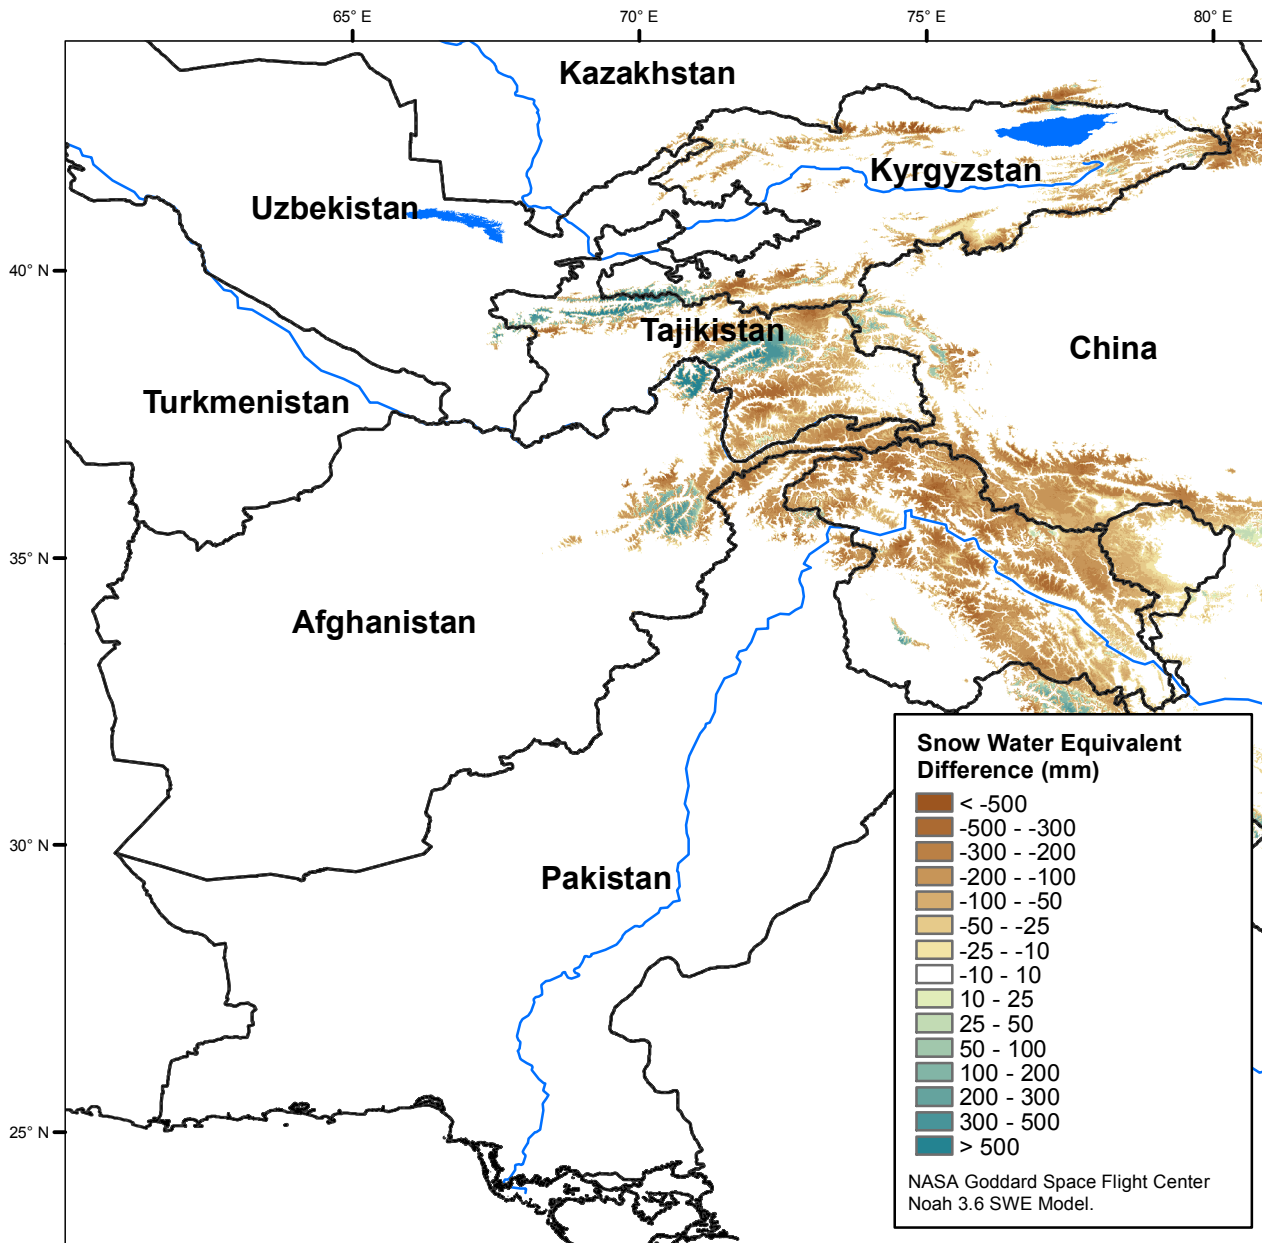 65° E
70° E
75° E
80° E
Kazakhstan
Kyrgyzstan
Uzbekistan
40° N
Tajikistan
China
Turkmenistan
35° N
Afghanistan
30° N
Pakistan
25° N
Snow Water Equivalent
Difference (mm)
< -500
-500 - -300
-300 - -200
-200 - -100
-100 - -50
-50 - -25
-25 - -10
-10 - 10
10 - 25
25 - 50
50 - 100
100 - 200
200 - 300
300 - 500
> 500
NASA Goddard Space Flight Center
Noah 3.6 SWE Model.